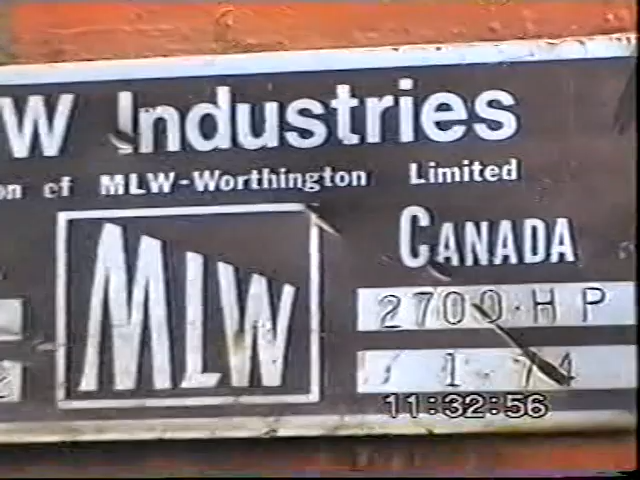 W Industries
on of MLW-Worthington Limited
MLW
CANADA
2700 HP
11:32:56